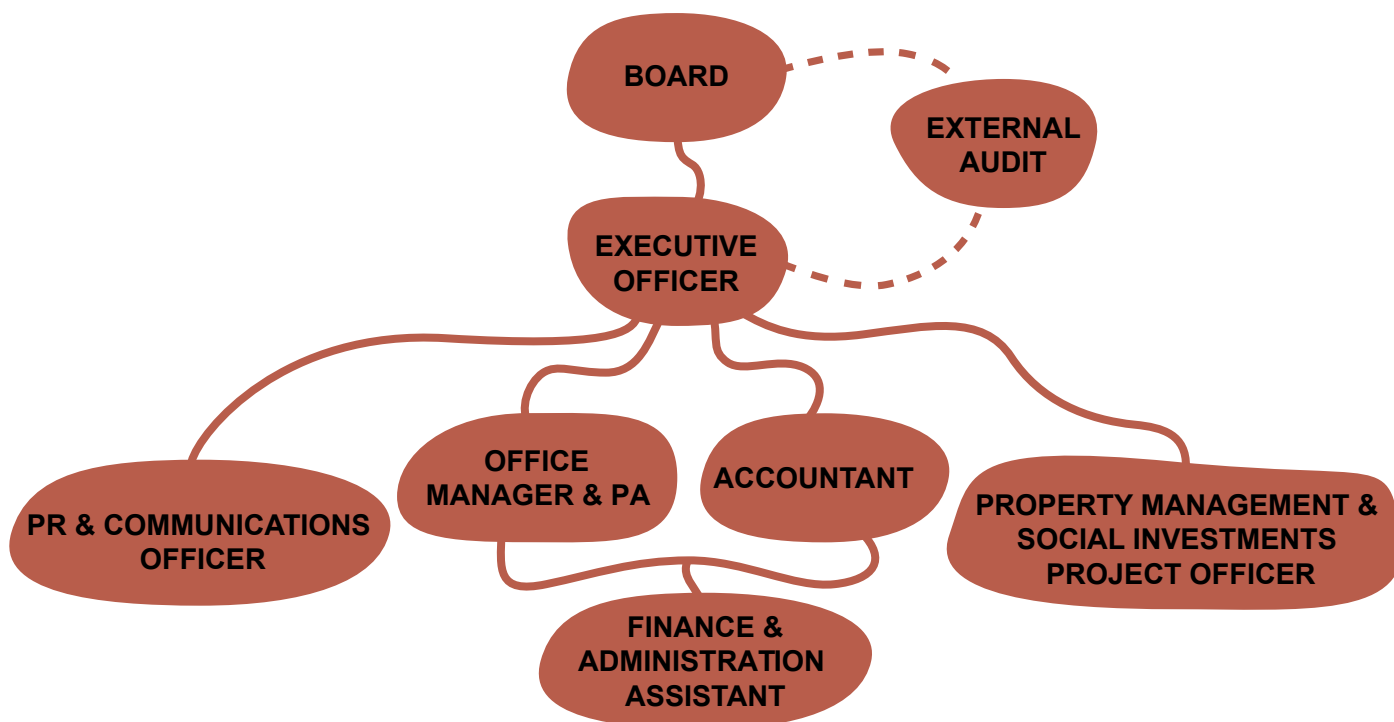 BOARD
EXTERNAL
AUDIT
EXECUTIVE
OFFICER
PR & COMMUNICATIONS
OFFICER
OFFICE
MANAGER & PA
ACCOUNTANT
PROPERTY MANAGEMENT &
SOCIAL INVESTMENTS
PROJECT OFFICER
FINANCE &
ADMINISTRATION
ASSISTANT